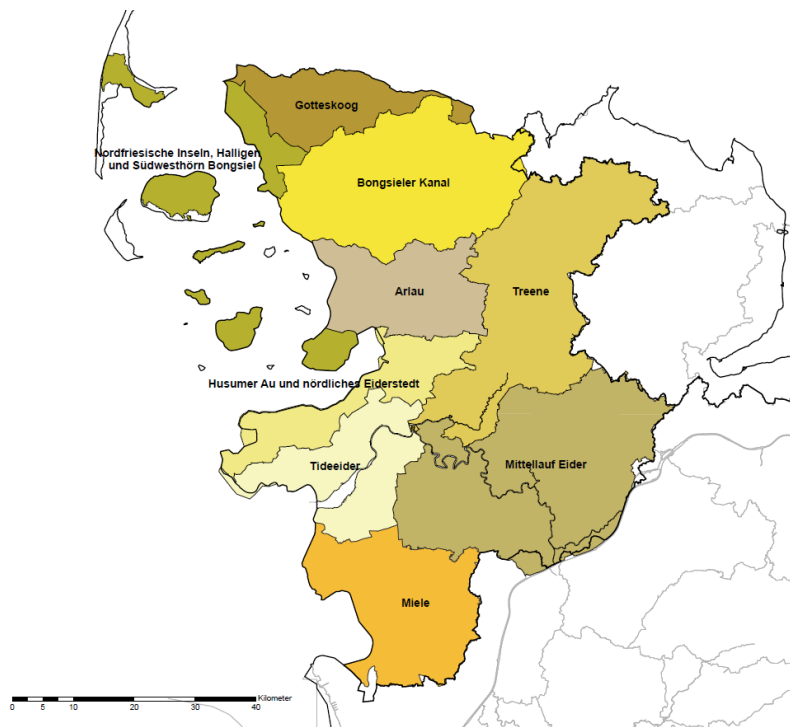 Gotteskoog
Nordfriesische Inseln, Halligen
und Südwesthörn Bongsiel
Bongsieler Kanal
Arlau
Treene
Husumer Au und nördliches Eiderstedt
Tideeider
Mittellauf Eider
Miele
Kilometer
0 5 10 20 30 40